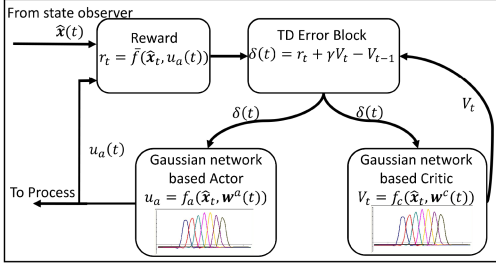 From state observer
x̂(t)
Reward
r_t = f̄(x̂_t, u_a(t))
TD Error Block
δ(t) = r_t + γV_t − V_{t−1}
V_t
δ(t)
δ(t)
u_a(t)
Gaussian network
based Actor
u_a = f_a(x̂_t, w^a(t))
Gaussian network
based Critic
V_t = f_c(x̂_t, w^c(t))
To Process